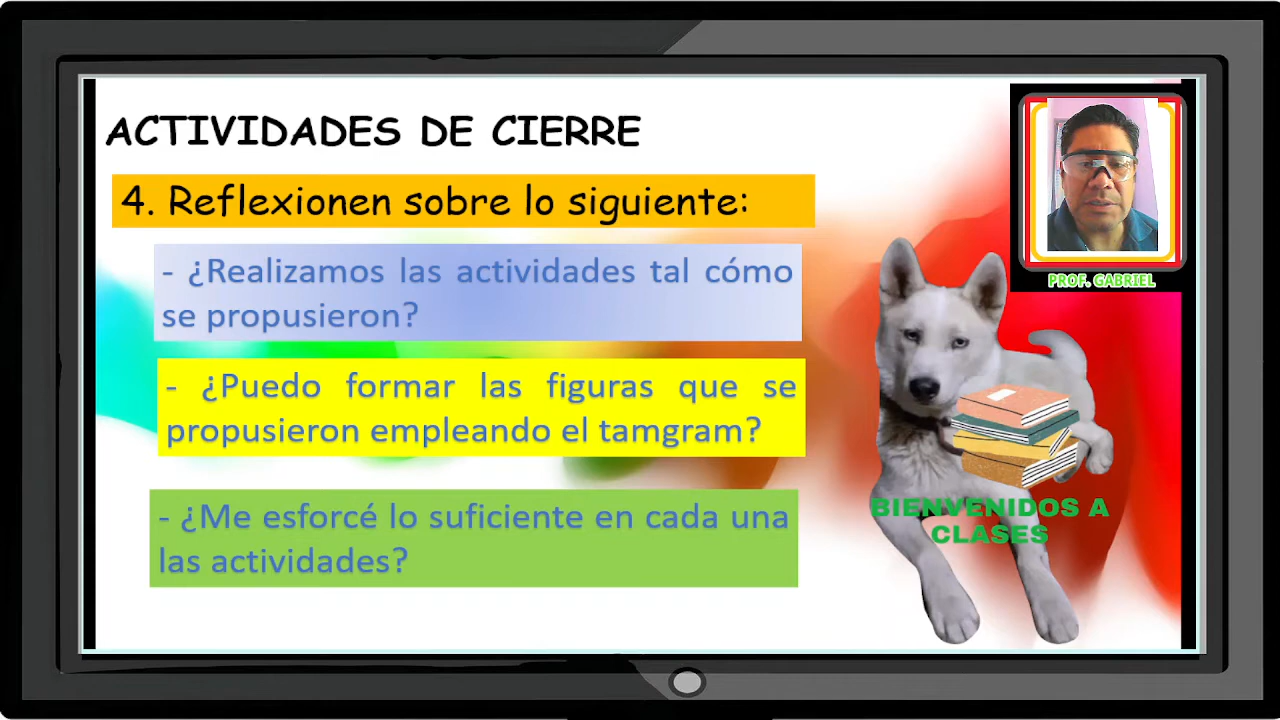 ACTIVIDADES DE CIERRE
4. Reflexionen sobre lo siguiente:
- ¿Realizamos las actividades tal cómo
se propusieron?
- ¿Puedo formar las figuras que se
propusieron empleando el tamgram?
- ¿Me esforcé lo suficiente en cada una
las actividades?
PROF. GABRIEL
BIENVENIDOS A
CLASES